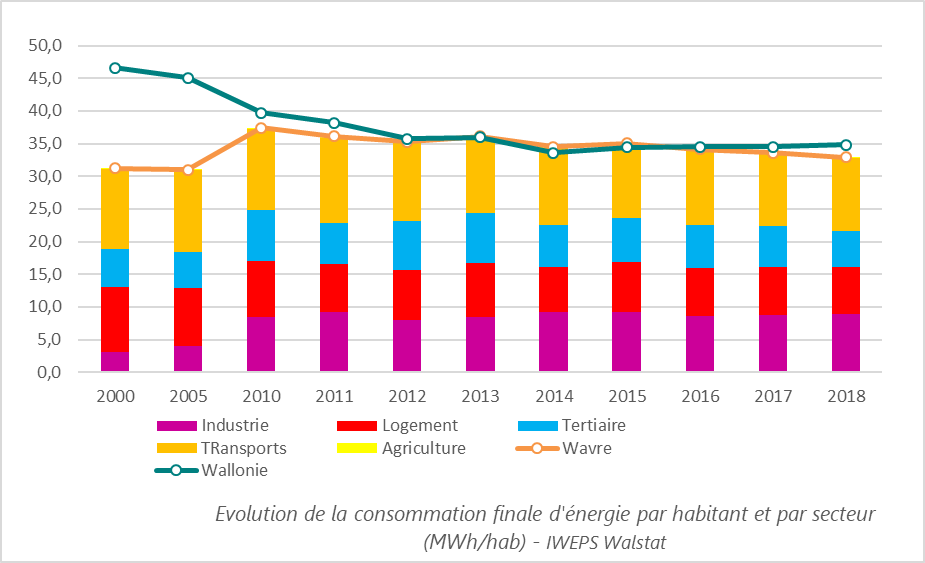 50,0
45,0
40,0
35,0
30,0
25,0
20,0
15,0
10,0
5,0
0,0
2000 2005 2010 2011 2012 2013 2014 2015 2016 2017 2018
Industrie Logement Tertiaire
TRansports Agriculture Wavre
Wallonie
Evolution de la consommation finale d'énergie par habitant et par secteur
(MWh/hab) - IWEPS Walstat